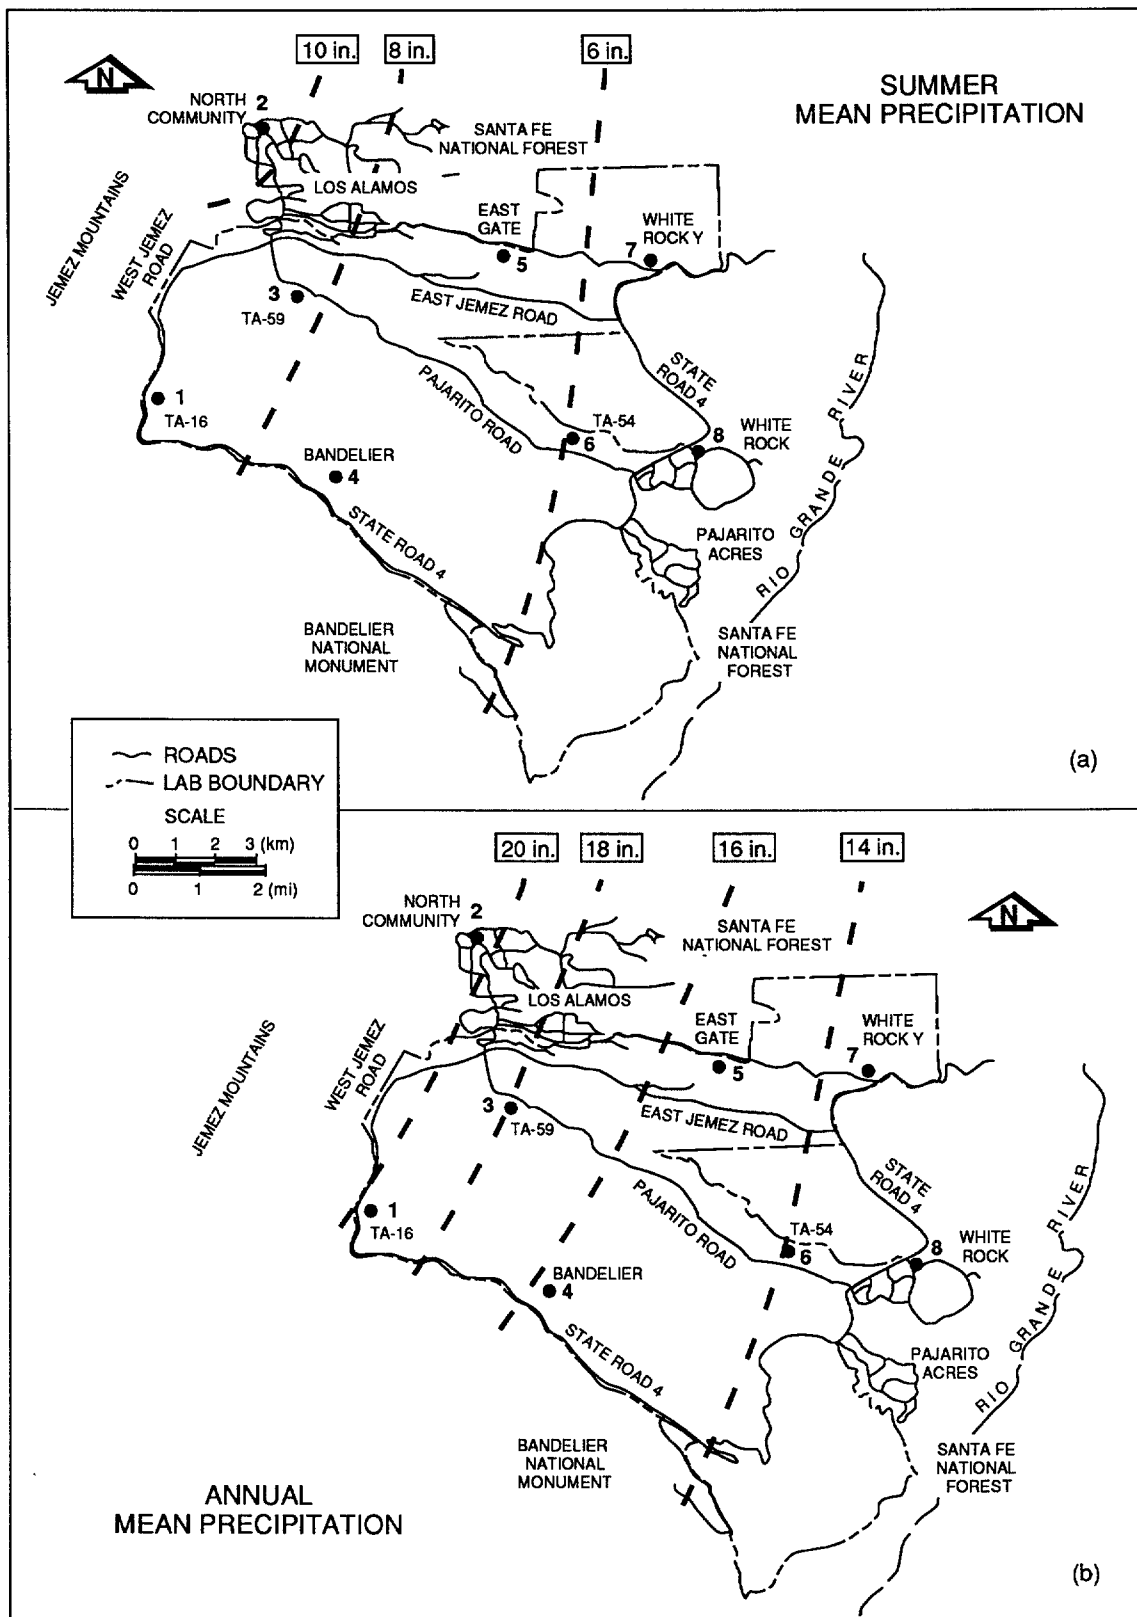 10 in.
8 in.
6 in.
N
SUMMER
MEAN PRECIPITATION
NORTH
COMMUNITY
2
SANTA FE
NATIONAL FOREST
JEMEZ MOUNTAINS
WEST JEMEZ
ROAD
LOS ALAMOS
EAST
GATE
5
WHITE
ROCK Y
7
3
TA-59
EAST JEMEZ ROAD
1
TA-16
PAJARITO ROAD
STATE
ROAD 4
TA-54
6
WHITE
ROCK
8
BANDELIER
4
STATE ROAD 4
PAJARITO
ACRES
RIO GRANDE RIVER
BANDELIER
NATIONAL
MONUMENT
SANTA FE
NATIONAL
FOREST
(a)
ROADS
LAB BOUNDARY
SCALE
0 1 2 3 (km)
0 1 2 (mi)
20 in.
18 in.
16 in.
14 in.
N
NORTH
COMMUNITY
2
SANTA FE
NATIONAL FOREST
JEMEZ MOUNTAINS
WEST JEMEZ
ROAD
LOS ALAMOS
EAST
GATE
5
WHITE
ROCK Y
7
3
TA-59
EAST JEMEZ ROAD
1
TA-16
PAJARITO ROAD
STATE
ROAD 4
TA-54
6
WHITE
ROCK
8
BANDELIER
4
STATE ROAD 4
PAJARITO
ACRES
RIO GRANDE RIVER
BANDELIER
NATIONAL
MONUMENT
SANTA FE
NATIONAL
FOREST
ANNUAL
MEAN PRECIPITATION
(b)